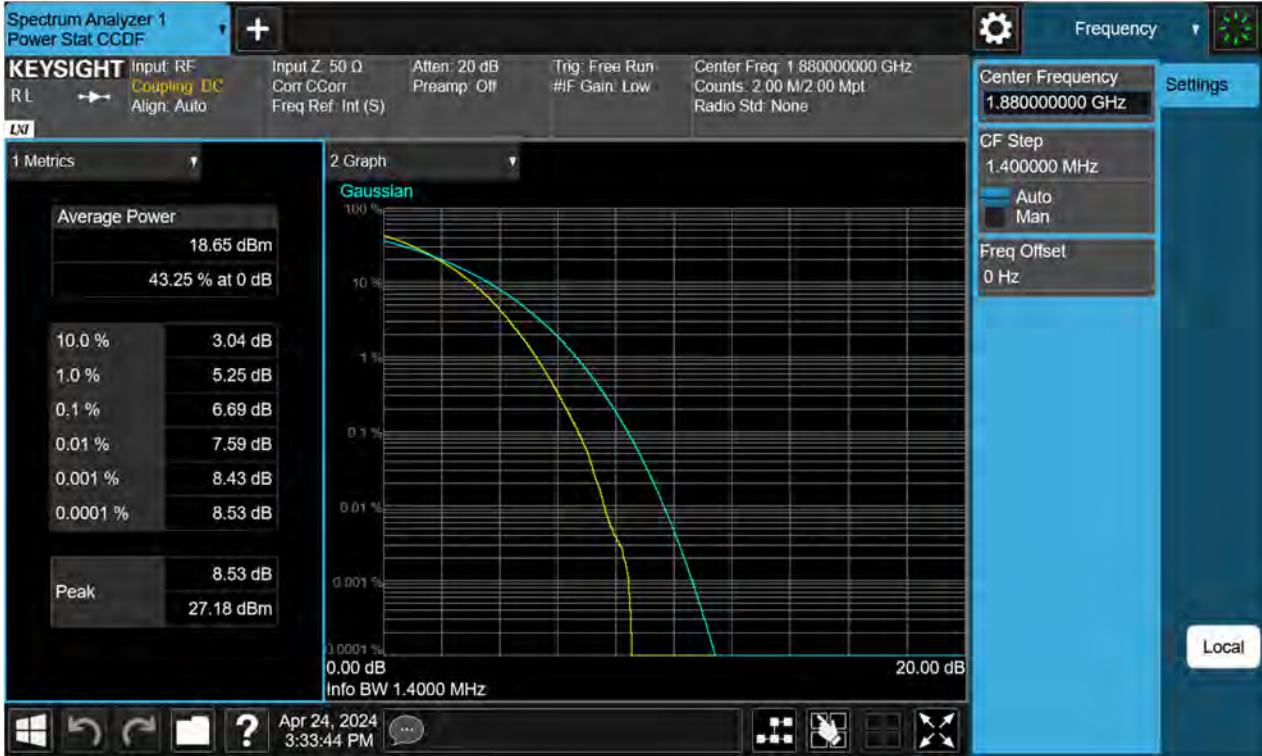 Spectrum Analyzer 1
Power Stat CCDF
+
Frequency
KEYSIGHT
R L
LXI
Input: RF
Coupling: DC
Align: Auto
Input Z: 50 Ω
Corr CCorr
Freq Ref: Int (S)
Atten: 20 dB
Preamp: Off
Trig: Free Run
#IF Gain: Low
Center Freq: 1.880000000 GHz
Counts: 2.00 M/2.00 Mpt
Radio Std: None
Center Frequency
1.880000000 GHz
Settings
CF Step
1.400000 MHz
Auto
Man
Freq Offset
0 Hz
1 Metrics
Average Power
18.65 dBm
43.25 % at 0 dB
10.0 % 3.04 dB
1.0 % 5.25 dB
0.1 % 6.69 dB
0.01 % 7.59 dB
0.001 % 8.43 dB
0.0001 % 8.53 dB
Peak
8.53 dB
27.18 dBm
2 Graph
Gaussian
100 %
10 %
1 %
0.1 %
0.01 %
0.001 %
0.0001 %
0.00 dB 20.00 dB
Info BW 1.4000 MHz
Local
?
Apr 24, 2024
3:33:44 PM